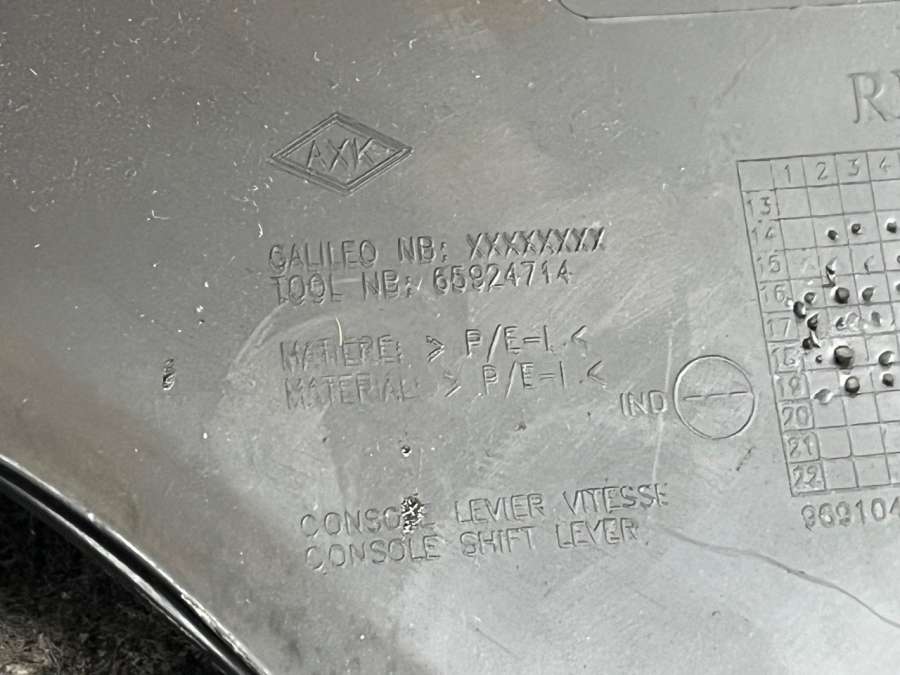 AXK
GALILEO NB: XXXXXXXX
TOOL NB: 65924714
MATIERE: > P/E-I <
MATERIAL: > P/E-I <
IND
CONSOLE LEVIER VITESSE
CONSOLE SHIFT LEVER
1 2 3 4
13
14
15
16
17
18
19
20
21
22